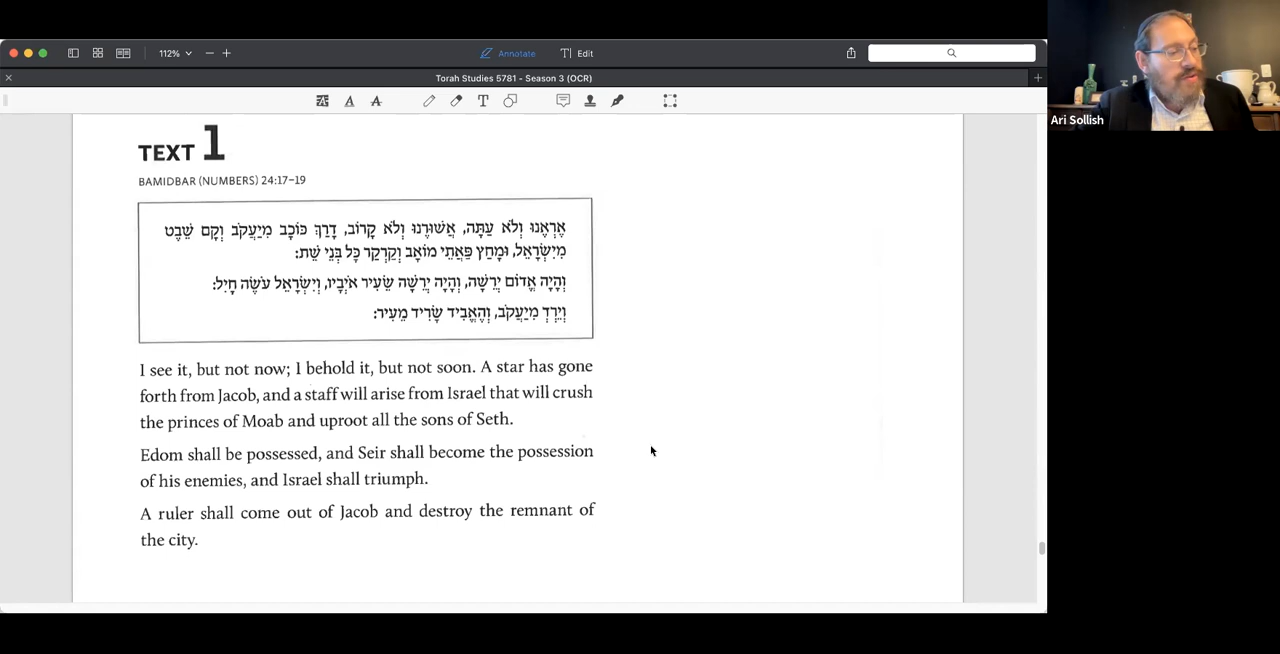 112%
Annotate
Edit
Torah Studies 5781 - Season 3 (OCR)
Ari Sollish
TEXT 1
BAMIDBAR (NUMBERS) 24:17–19
אֶרְאֶנּוּ וְלֹא עַתָּה, אֲשׁוּרֶנּוּ וְלֹא קָרוֹב, דָּרַךְ כּוֹכָב מִיַּעֲקֹב וְקָם שֵׁבֶט
מִיִּשְׂרָאֵל, וּמָחַץ פַּאֲתֵי מוֹאָב וְקַרְקַר כָּל בְּנֵי שֵׁת:
וְהָיָה אֱדוֹם יְרֵשָׁה, וְהָיָה יְרֵשָׁה שֵׂעִיר אֹיְבָיו, וְיִשְׂרָאֵל עֹשֶׂה חָיִל:
וְיֵרְדְּ מִיַּעֲקֹב, וְהֶאֱבִיד שָׂרִיד מֵעִיר:
I see it, but not now; I behold it, but not soon. A star has gone
forth from Jacob, and a staff will arise from Israel that will crush
the princes of Moab and uproot all the sons of Seth.
Edom shall be possessed, and Seir shall become the possession
of his enemies, and Israel shall triumph.
A ruler shall come out of Jacob and destroy the remnant of
the city.